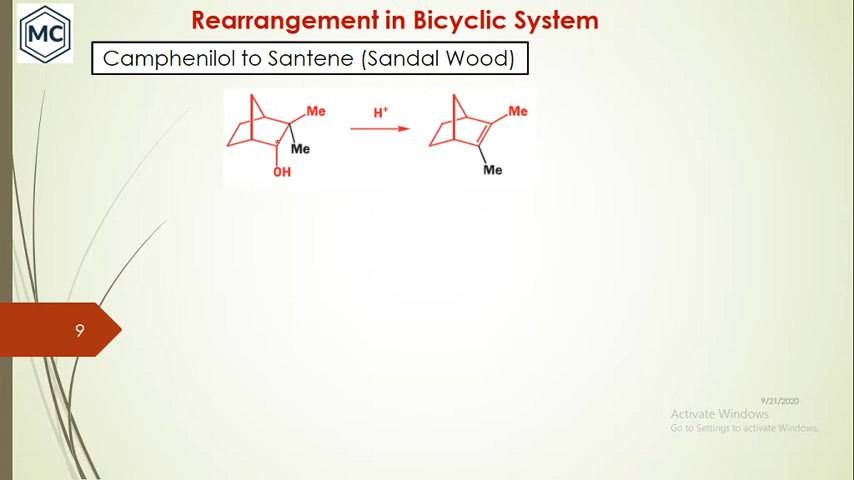 MC
Rearrangement in Bicyclic System
Camphenilol to Santene (Sandal Wood)
Me
H+
Me
Me
OH
Me
9
9/21/2020
Activate Windows
Go to Settings to activate Windows.